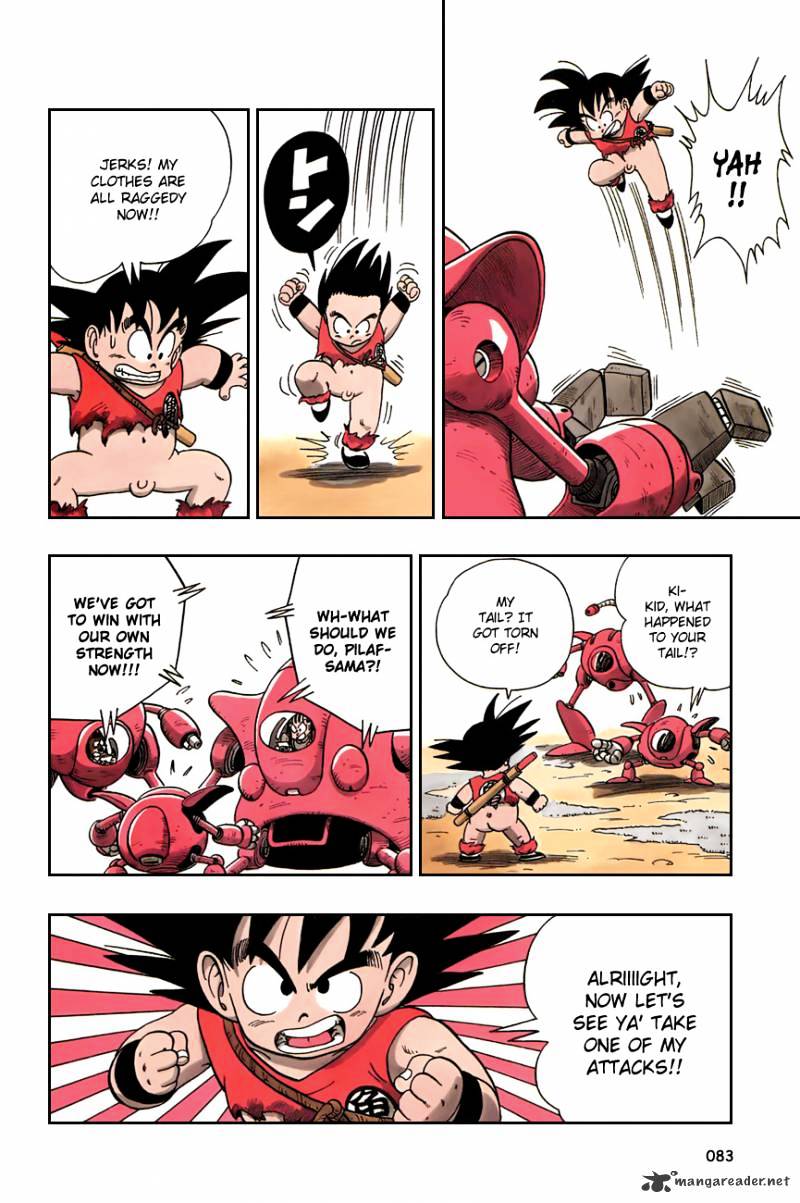 YAH
!!
トン
JERKS! MY
CLOTHES ARE
ALL RAGGEDY
NOW!!
KI-
KID, WHAT
HAPPENED
TO YOUR
TAIL!?
MY
TAIL? IT
GOT TORN
OFF!
WH-WHAT
SHOULD WE
DO, PILAF-
SAMA?!
WE'VE GOT
TO WIN WITH
OUR OWN
STRENGTH
NOW!!!
ALRIIIIGHT,
NOW LET'S
SEE YA' TAKE
ONE OF MY
ATTACKS!!
亀
083
mangareader.net